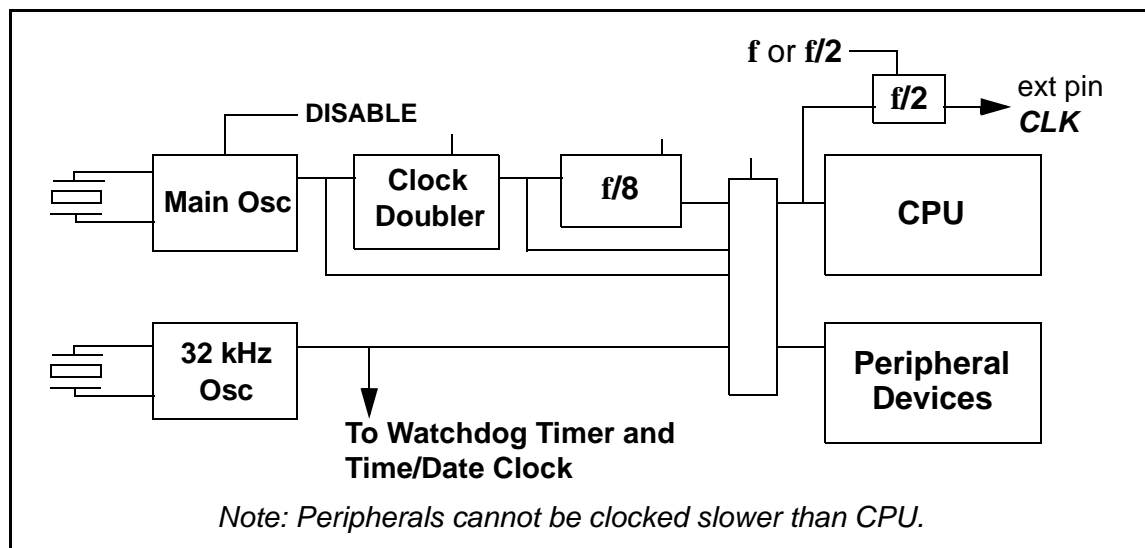 f or f/2
f/2
ext pin
CLK
DISABLE
Main Osc
Clock
Doubler
f/8
CPU
32 kHz
Osc
Peripheral
Devices
To Watchdog Timer and
Time/Date Clock
Note: Peripherals cannot be clocked slower than CPU.